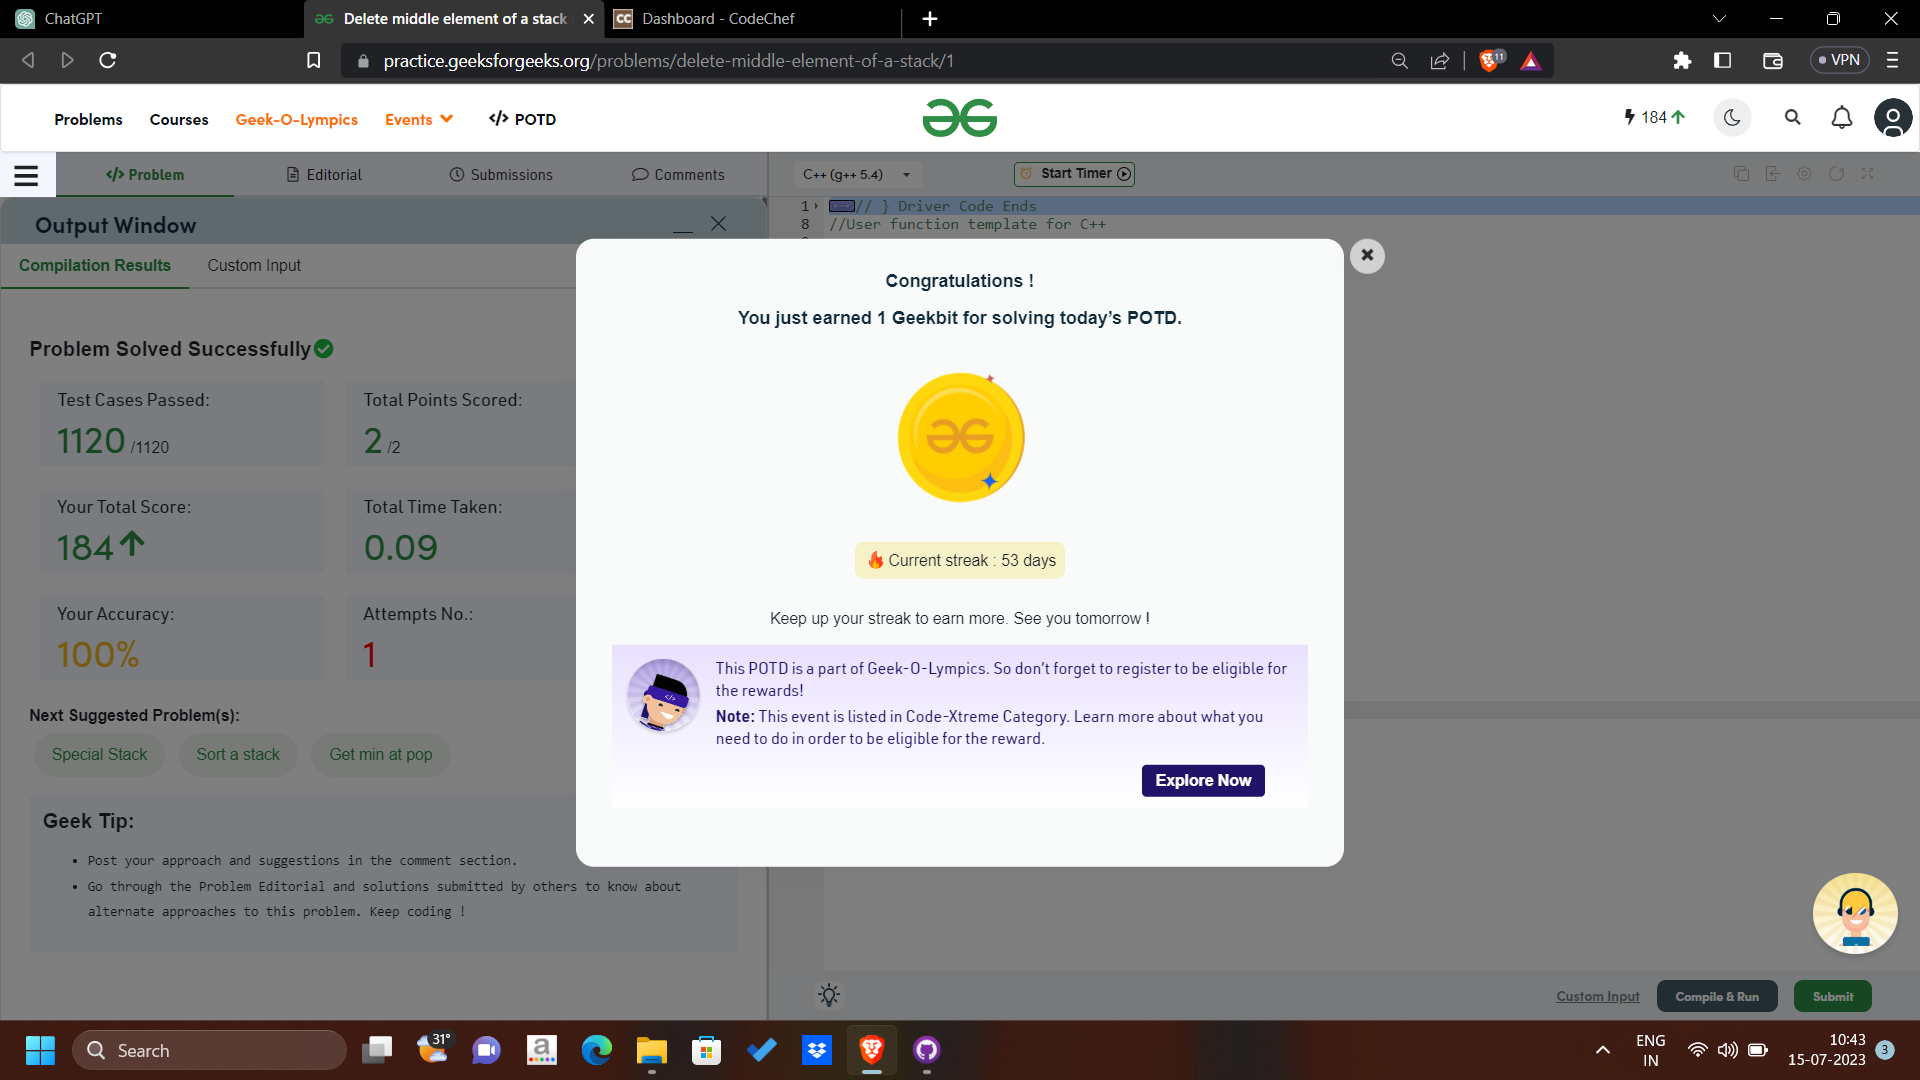 ChatGPT
Delete middle element of a stack
CC
Dashboard - CodeChef
practice.geeksforgeeks.org/problems/delete-middle-element-of-a-stack/1
11
VPN
Problems
Courses
Geek-O-Lympics
Events
</> POTD
184
</> Problem
Editorial
Submissions
Comments
C++ (g++ 5.4)
Start Timer
Output Window
1
// } Driver Code Ends
8
//User function template for C++
Compilation Results
Custom Input
Congratulations !
You just earned 1 Geekbit for solving today’s POTD.
Current streak : 53 days
Keep up your streak to earn more. See you tomorrow !
This POTD is a part of Geek-O-Lympics. So don't forget to register to be eligible for
the rewards!
Note: This event is listed in Code-Xtreme Category. Learn more about what you
need to do in order to be eligible for the reward.
Explore Now
Problem Solved Successfully
Test Cases Passed:
1120 /1120
Total Points Scored:
2 /2
Your Total Score:
184
Total Time Taken:
0.09
Your Accuracy:
100%
Attempts No.:
1
Next Suggested Problem(s):
Special Stack
Sort a stack
Get min at pop
Geek Tip:
Post your approach and suggestions in the comment section.
Go through the Problem Editorial and solutions submitted by others to know about
alternate approaches to this problem. Keep coding !
Custom Input
Compile & Run
Submit
Search
31°
a
ENG
IN
10:43
15-07-2023
3